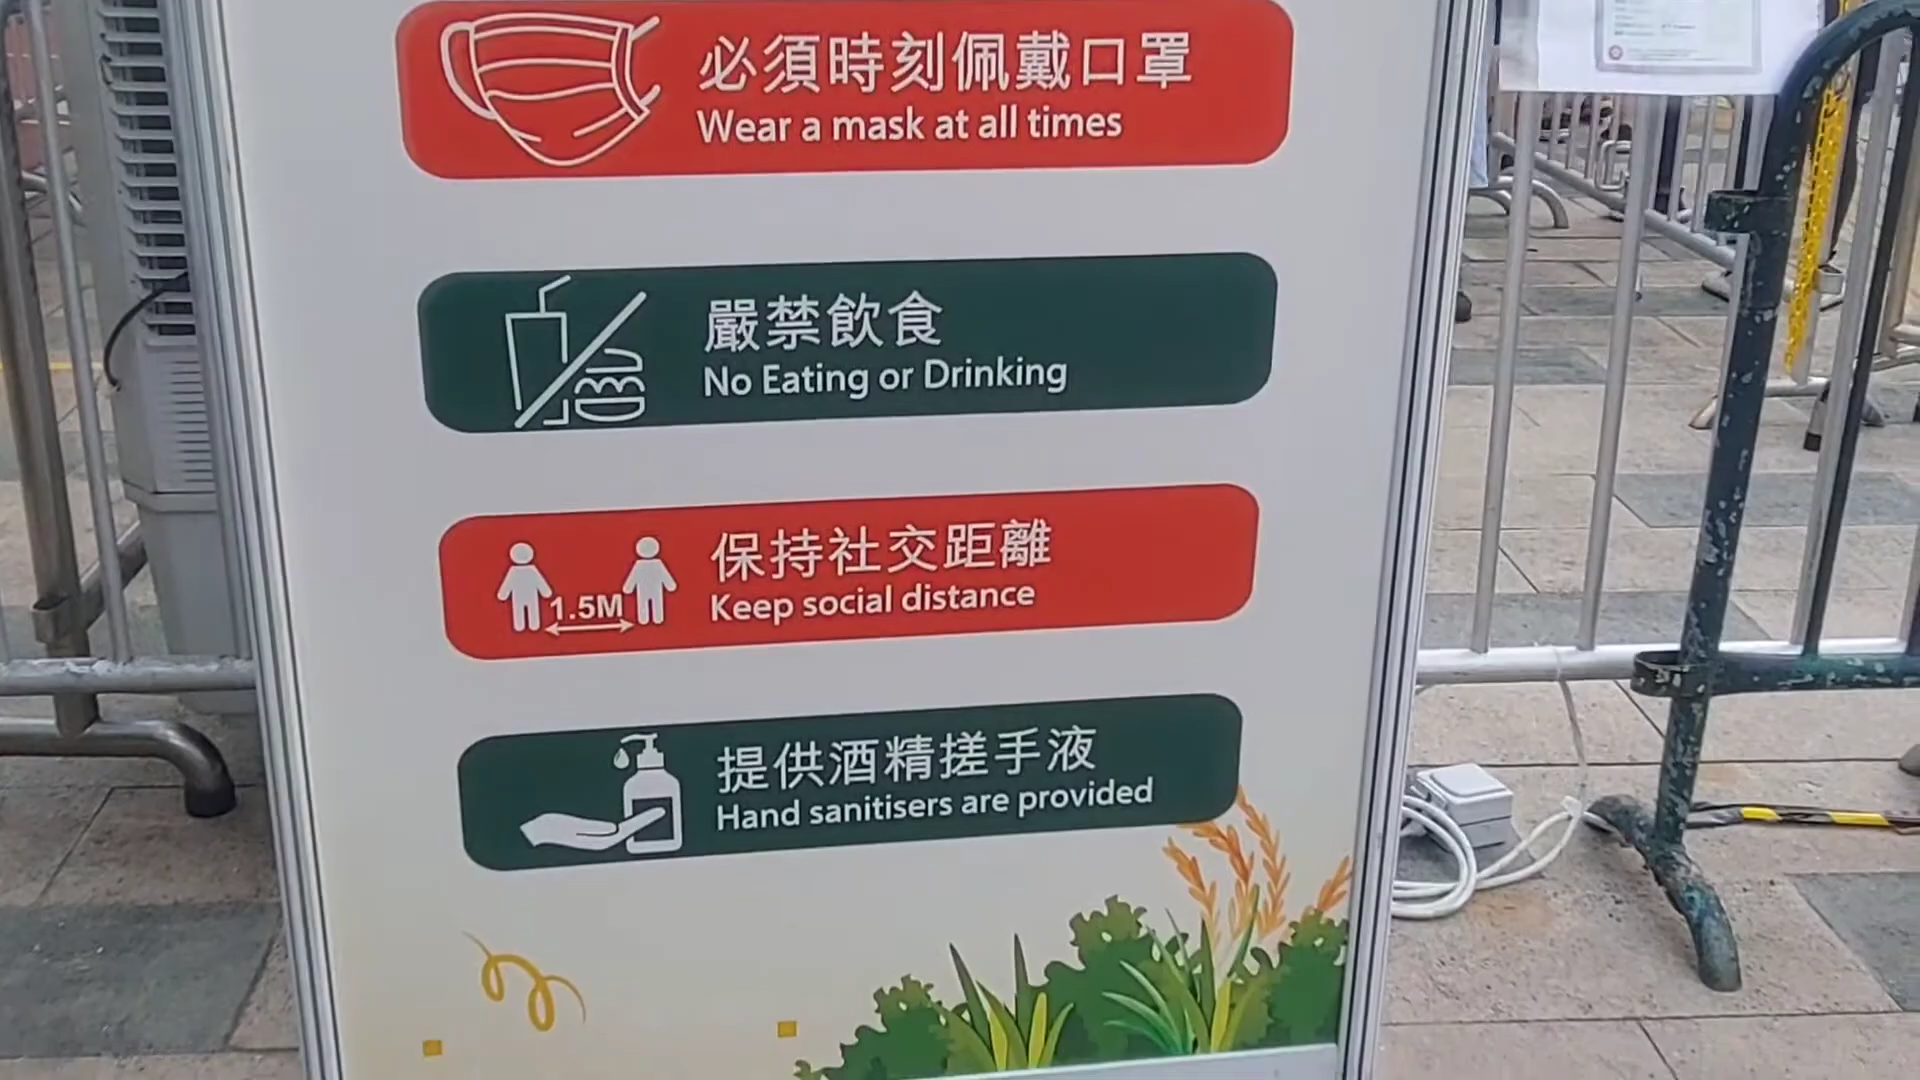 必須時刻佩戴口罩
Wear a mask at all times
嚴禁飲食
No Eating or Drinking
1.5M
保持社交距離
Keep social distance
提供酒精搓手液
Hand sanitisers are provided